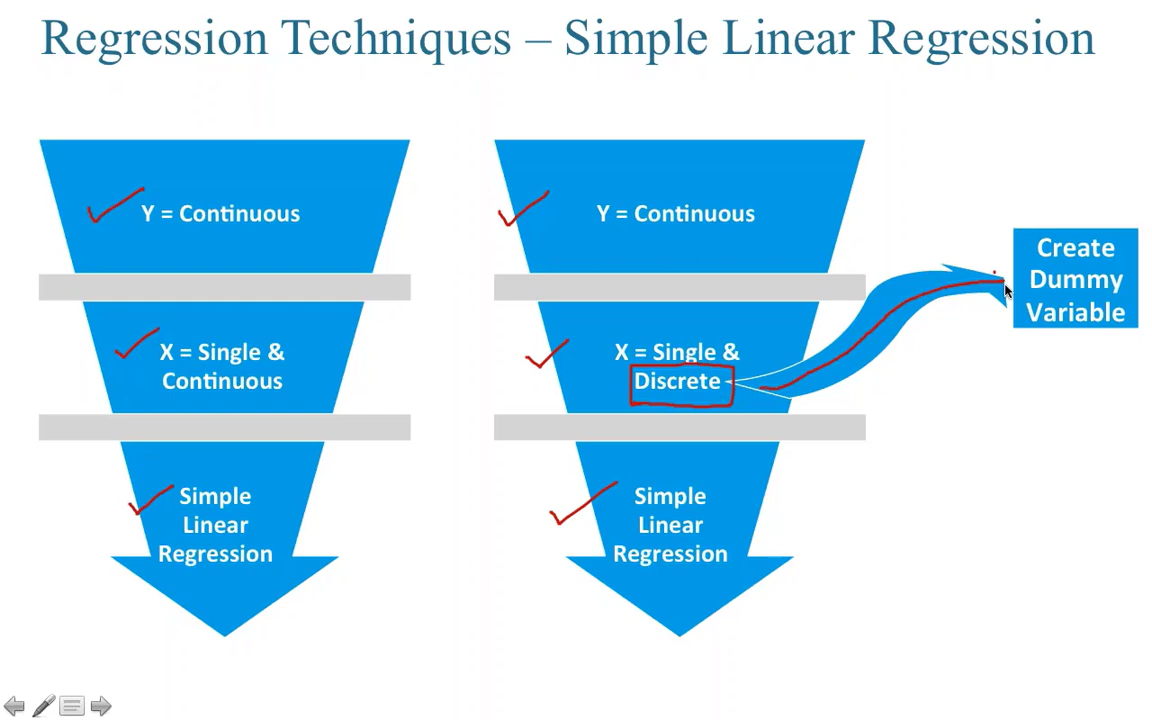 Regression Techniques – Simple Linear Regression
Y = Continuous
X = Single &
Continuous
Simple
Linear
Regression
Y = Continuous
X = Single &
Discrete
Simple
Linear
Regression
Create
Dummy
Variable